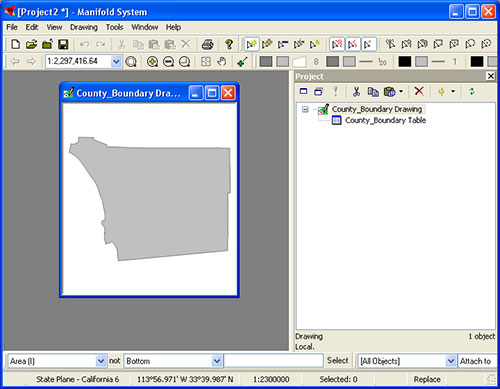 [Project2 *] - Manifold System
File Edit View Drawing Tools Window Help
1:2,297,416.64
8
County_Boundary Dra...
Project
County_Boundary Drawing
County_Boundary Table
Drawing 1 object
Local.
Area (I) not Bottom Select [All Objects] Attach to
State Plane - California 6 113°56.971' W 33°39.987' N 1:2300000 Selected: 0 Replace